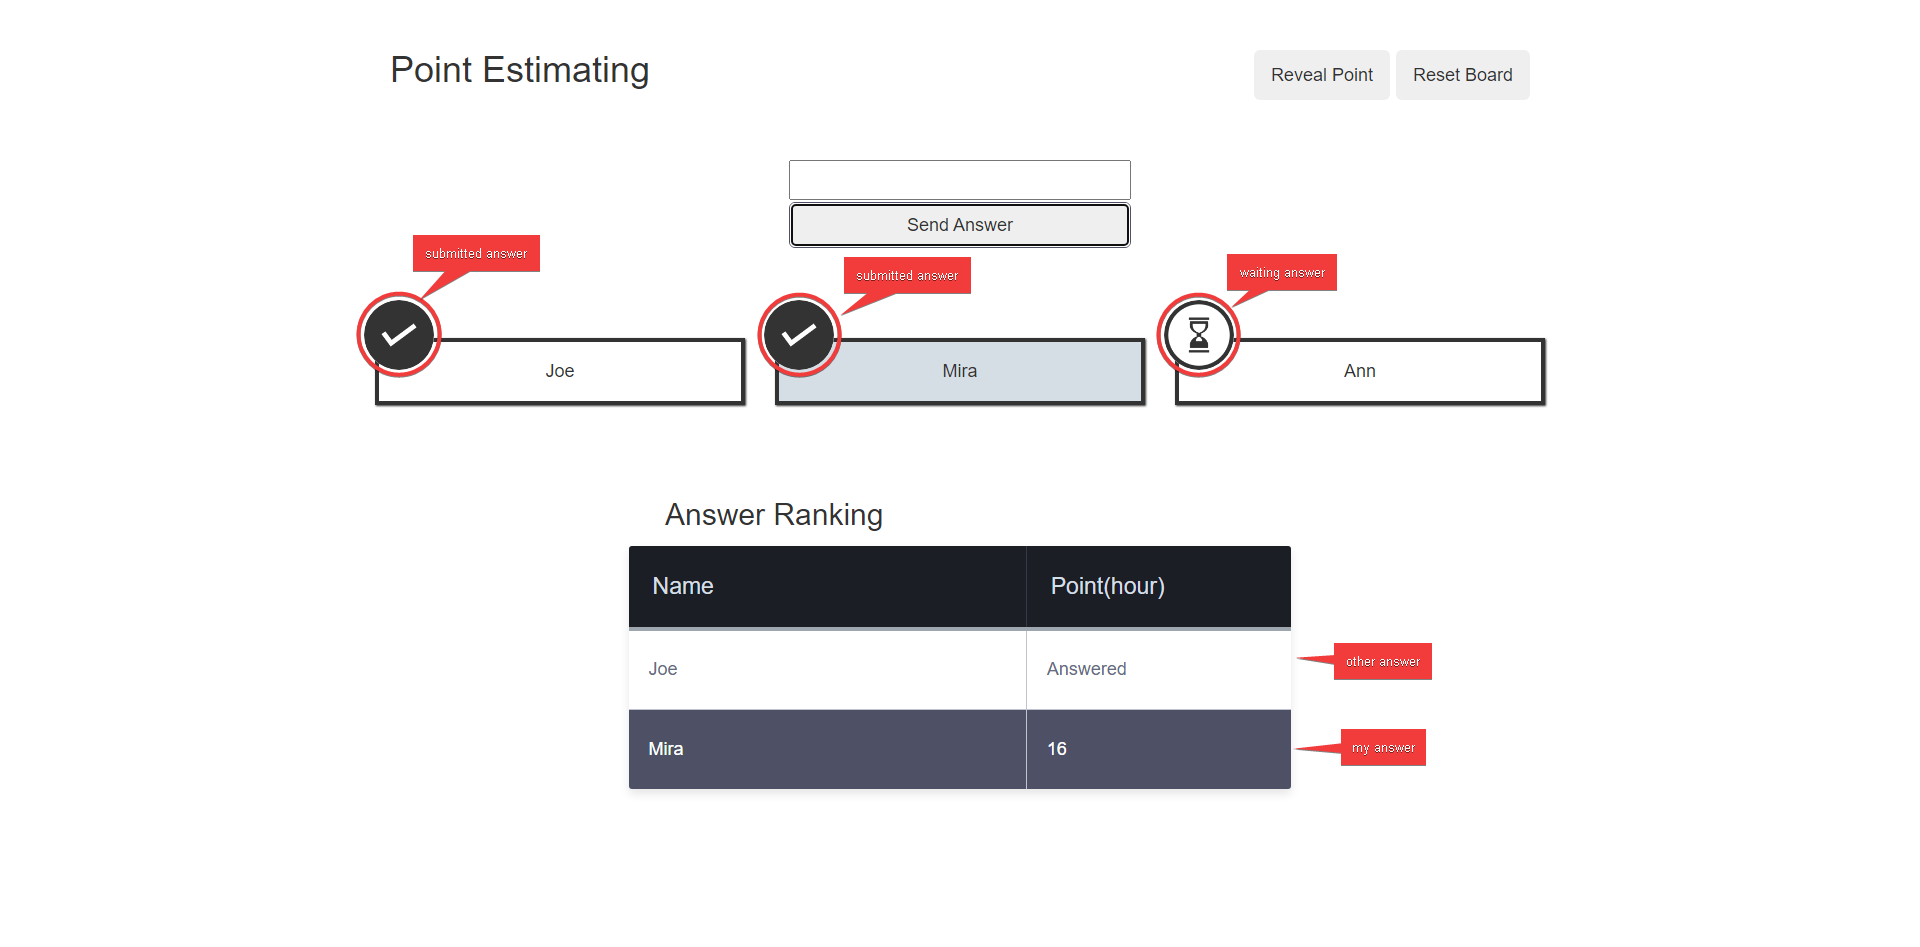 Point Estimating
Reveal Point
Reset Board
Send Answer
submitted answer
submitted answer
waiting answer
Joe
Mira
Ann
Answer Ranking
Name
Point(hour)
Joe
Answered
other answer
Mira
16
my answer